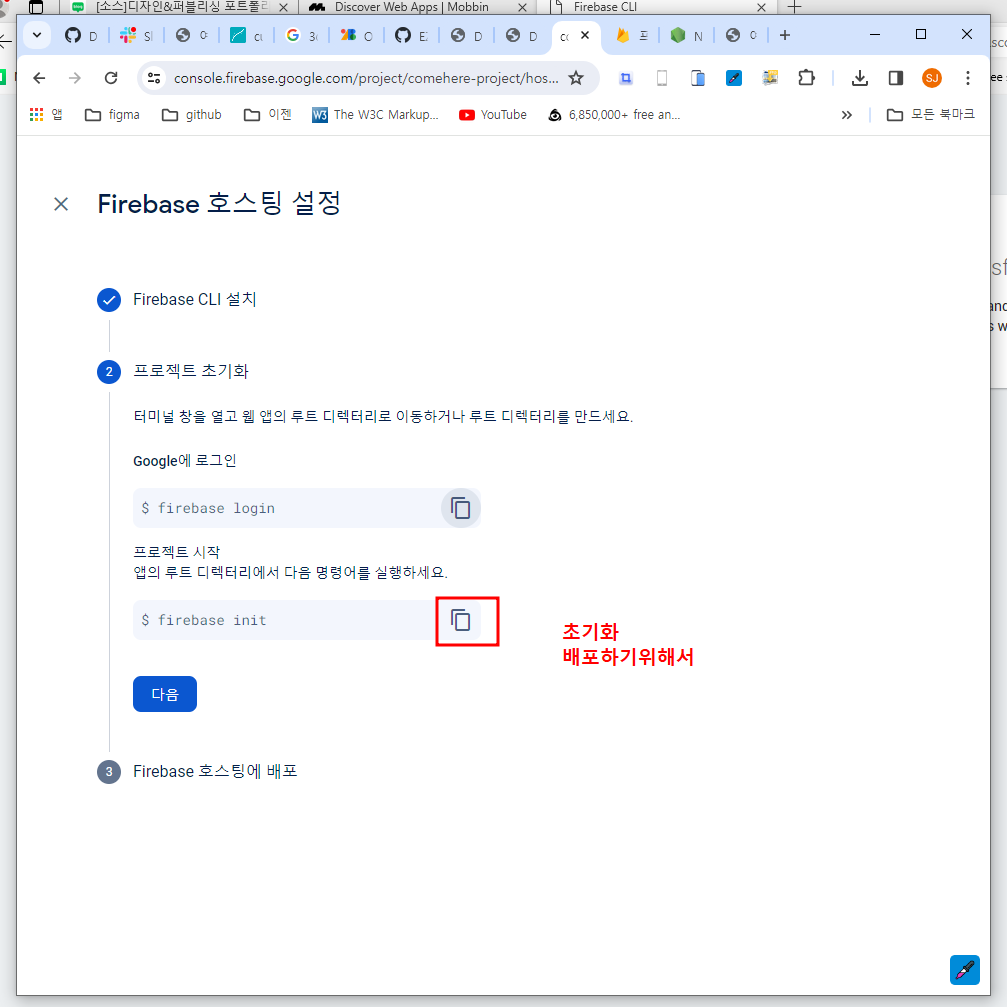 [소스]디자인&퍼블리싱 포트폴리
Discover Web Apps | Mobbin
Firebase CLI
console.firebase.google.com/project/comehere-project/hos...
SJ
앱
figma
github
이젠
W3
The W3C Markup...
YouTube
6,850,000+ free an...
모든 북마크
Firebase 호스팅 설정
Firebase CLI 설치
2
프로젝트 초기화
터미널 창을 열고 웹 앱의 루트 디렉터리로 이동하거나 루트 디렉터리를 만드세요.
Google에 로그인
$ firebase login
프로젝트 시작
앱의 루트 디렉터리에서 다음 명령어를 실행하세요.
$ firebase init
초기화
배포하기위해서
다음
3
Firebase 호스팅에 배포